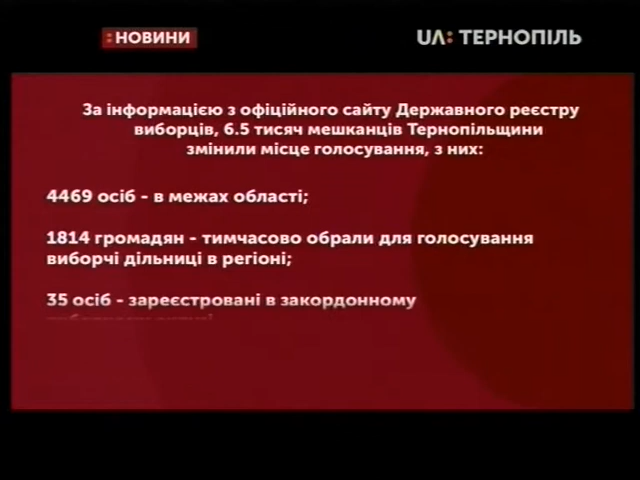 :НОВИНИ
UA: ТЕРНОПІЛЬ
За інформацією з офіційного сайту Державного реєстру
виборців, 6.5 тисяч мешканців Тернопільщини
змінили місце голосування, з них:
4469 осіб - в межах області;
1814 громадян - тимчасово обрали для голосування
виборчі дільниці в регіоні;
35 осіб - зареєстровані в закордонному